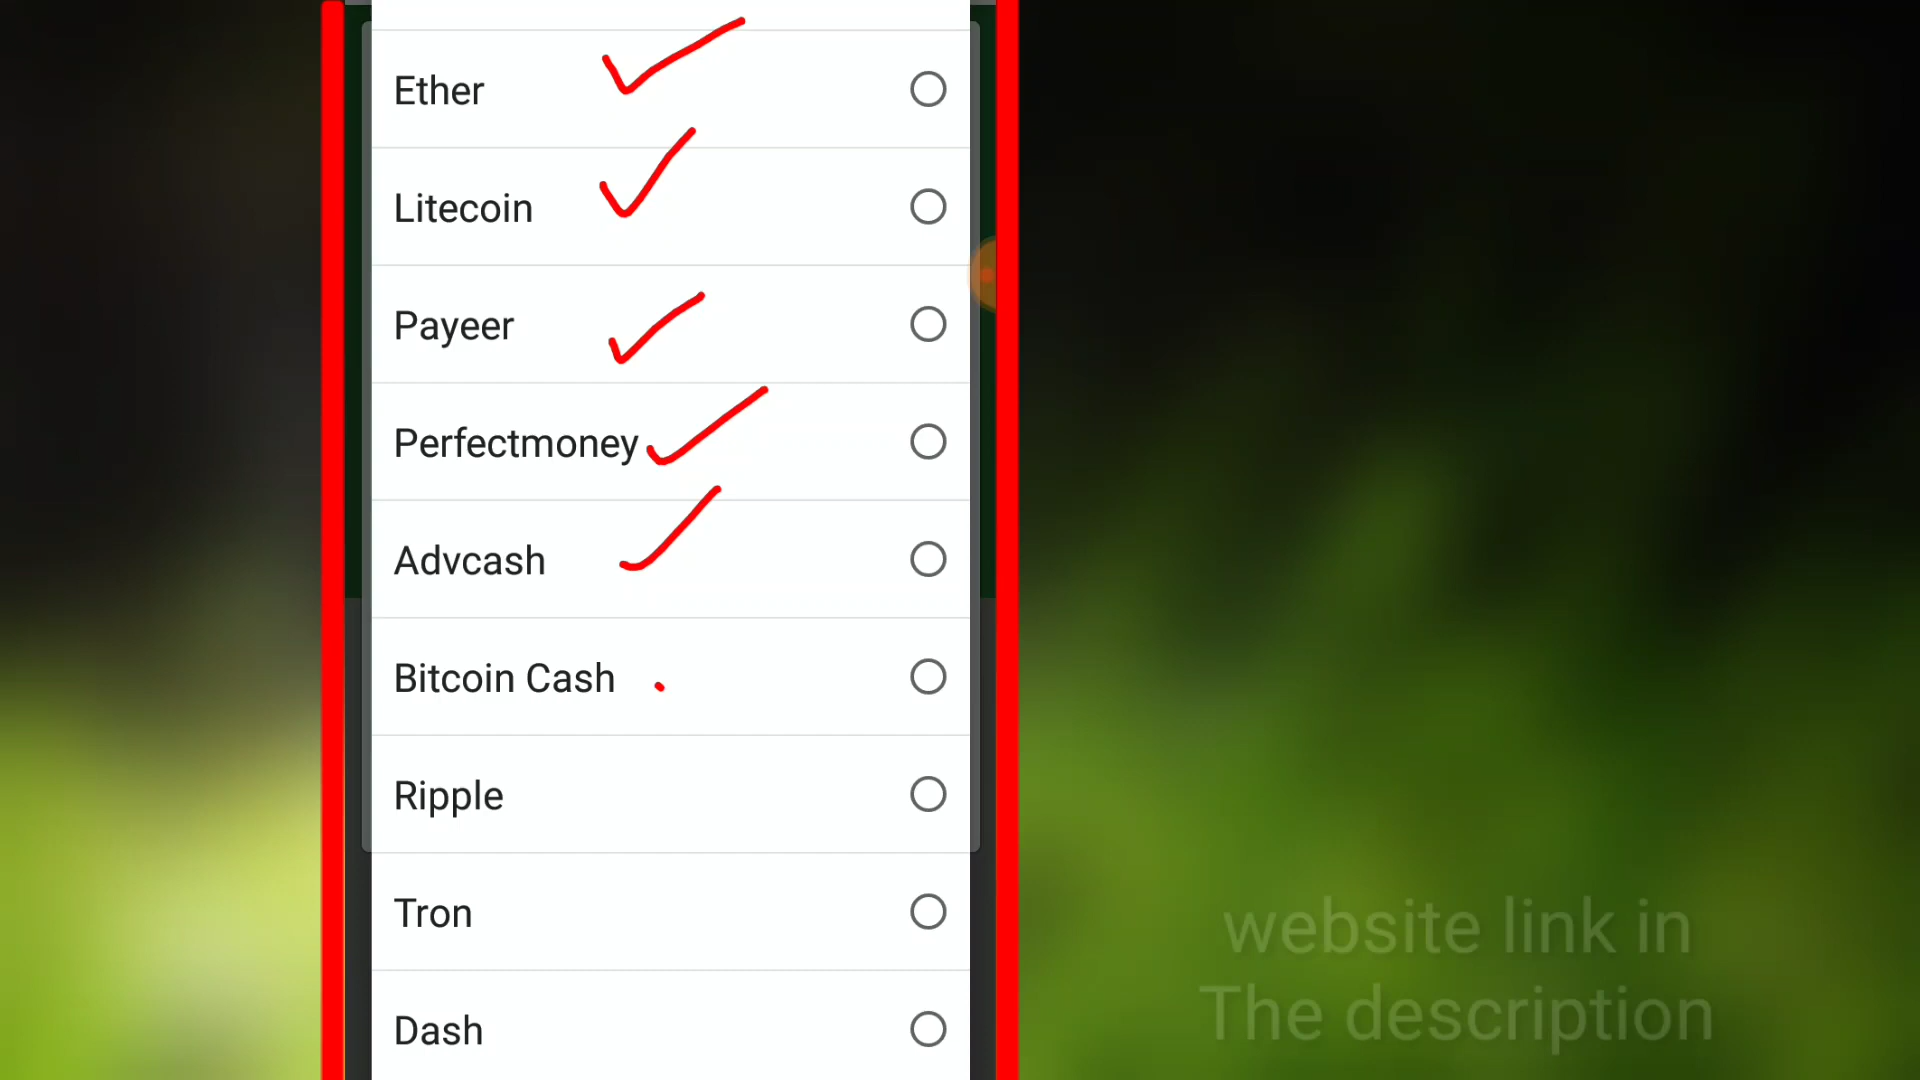 Ether
Litecoin
Payeer
Perfectmoney
Advcash
Bitcoin Cash
Ripple
Tron
Dash
website link in
The description